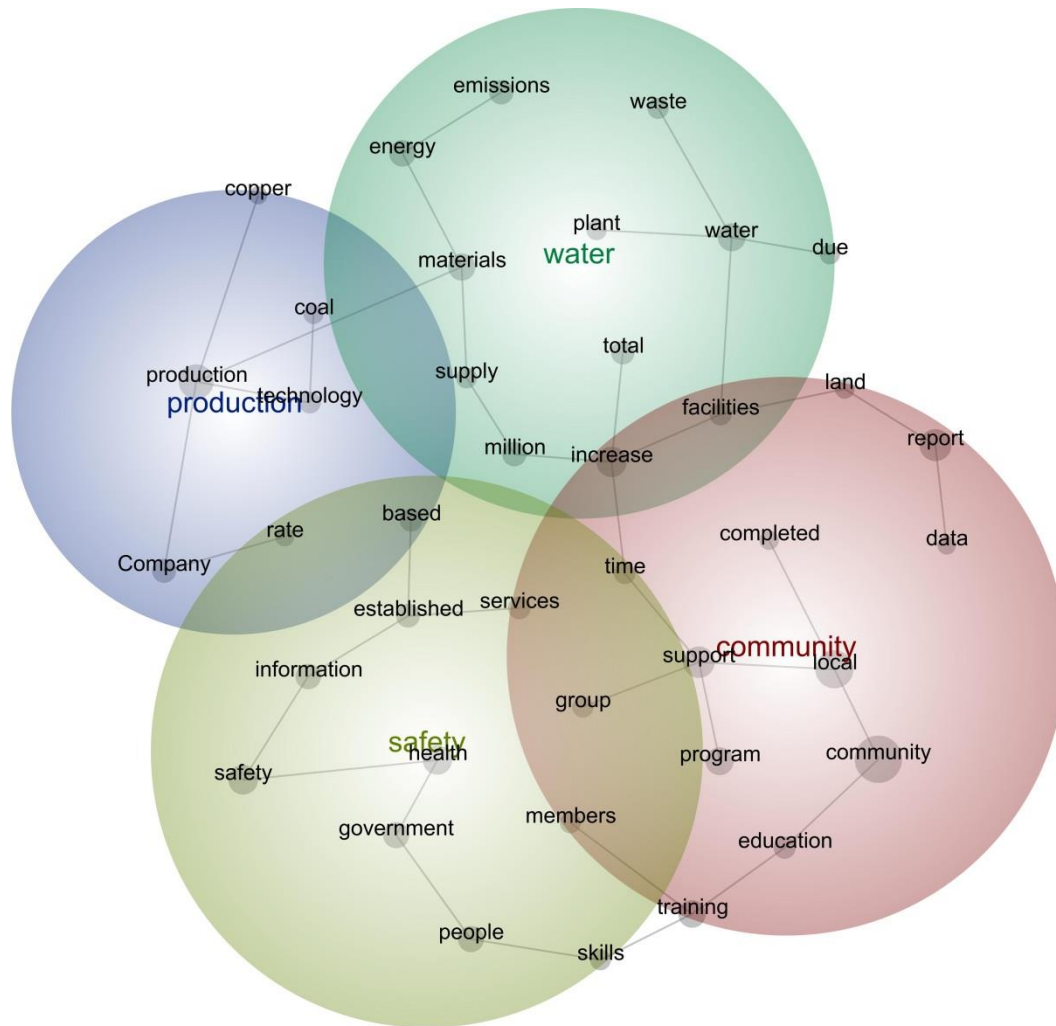 emissions
waste
energy
copper
plant
water
due
water
materials
coal
total
production
supply
land
technology
production
facilities
report
million
increase
based
rate
completed
data
Company
time
established
services
community
support
local
information
group
safety
health
safety
program
community
government
members
education
training
people
skills